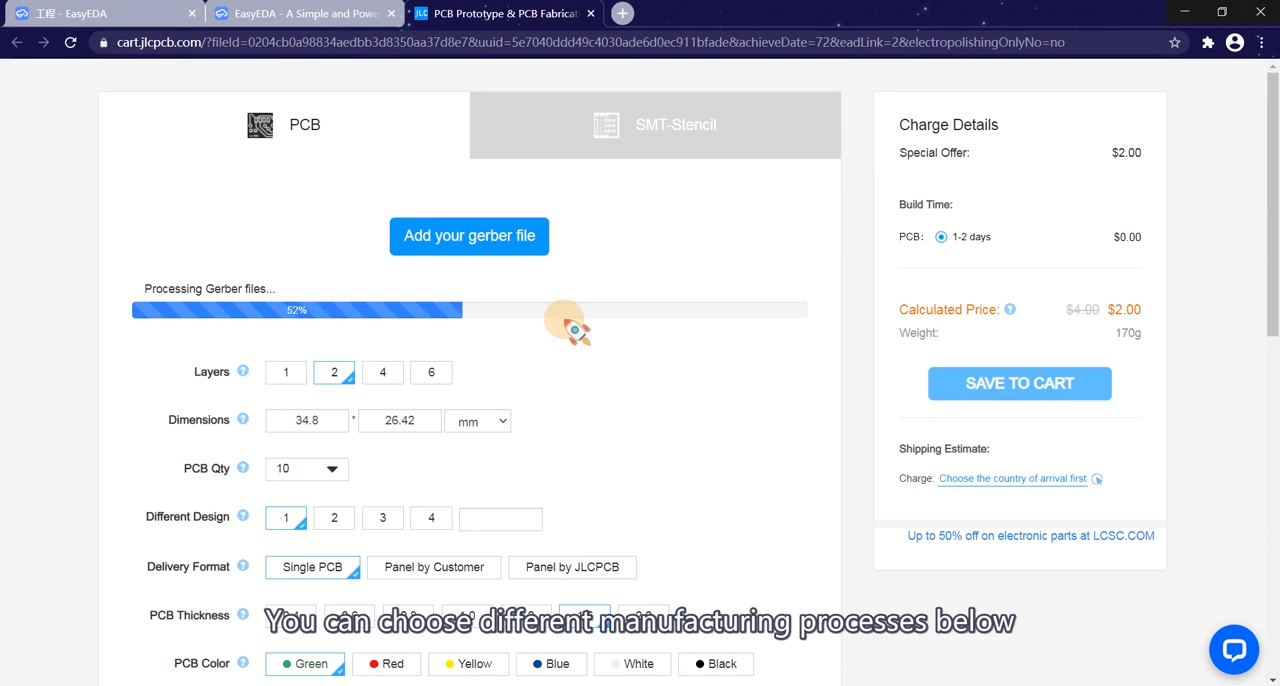 工程 - EasyEDA
EasyEDA - A Simple and Powe
JLC PCB Prototype & PCB Fabricat
cart.jlcpcb.com/?fileId=0204cb0a98834aedbb3d8350aa37d8e7&uuid=5e7040ddd49c4030ade6d0ec911bfade&achieveDate=72&eadLink=2&electropolishingOnlyNo=no
PCB
SMT-Stencil
Add your gerber file
Processing Gerber files...
52%
Layers ? 1 2 4 6
Dimensions ? 34.8 * 26.42 mm
PCB Qty ? 10
Different Design ? 1 2 3 4
Delivery Format ? Single PCB Panel by Customer Panel by JLCPCB
PCB Thickness ?
You can choose different manufacturing processes below
PCB Color ? Green Red Yellow Blue White Black
Charge Details
Special Offer: $2.00
Build Time:
PCB: 1-2 days $0.00
Calculated Price: ? $4.00 $2.00
Weight: 170g
SAVE TO CART
Shipping Estimate:
Charge: Choose the country of arrival first
Up to 50% off on electronic parts at LCSC.COM